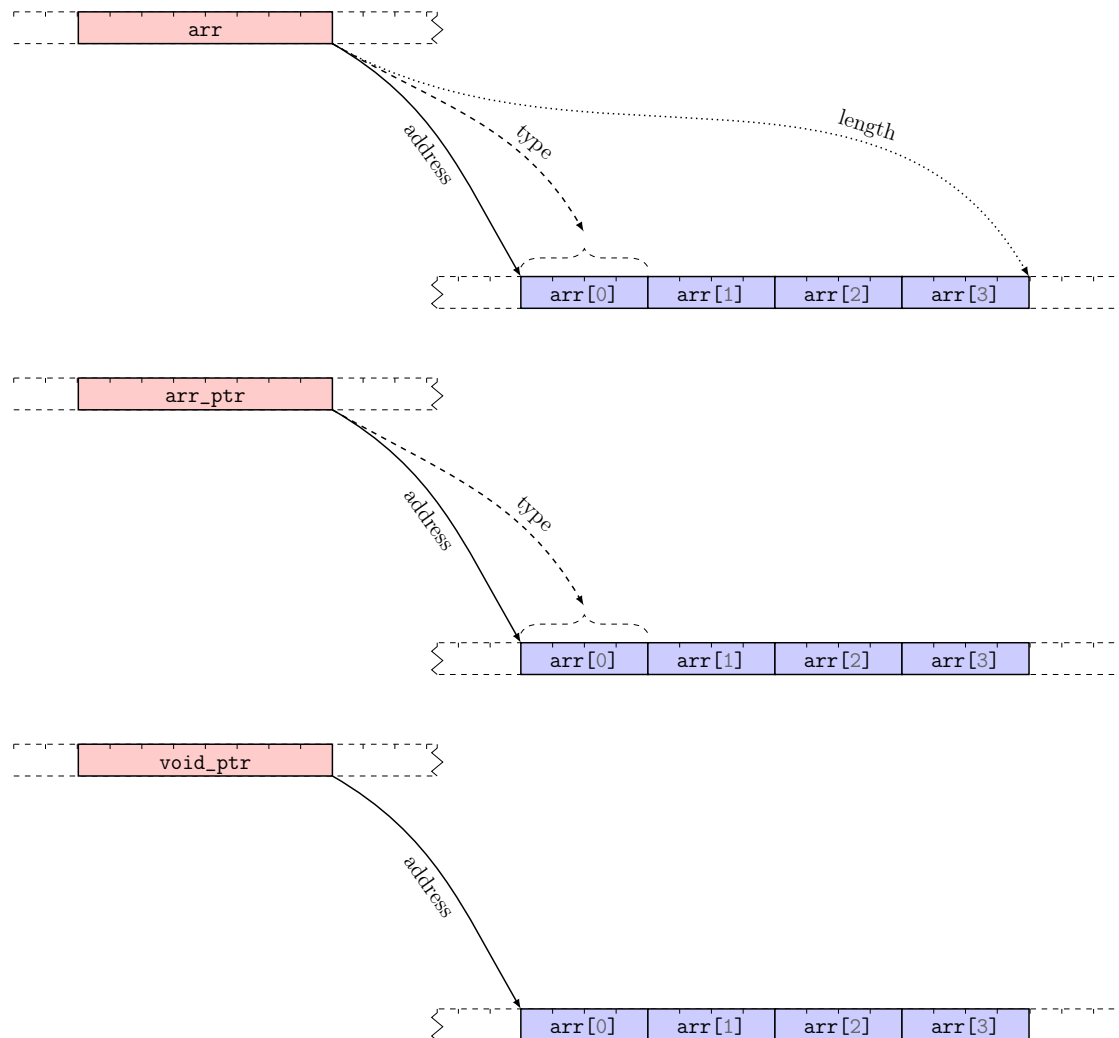 arr
length
type
address
arr[0] arr[1] arr[2] arr[3]
arr_ptr
type
address
arr[0] arr[1] arr[2] arr[3]
void_ptr
address
arr[0] arr[1] arr[2] arr[3]